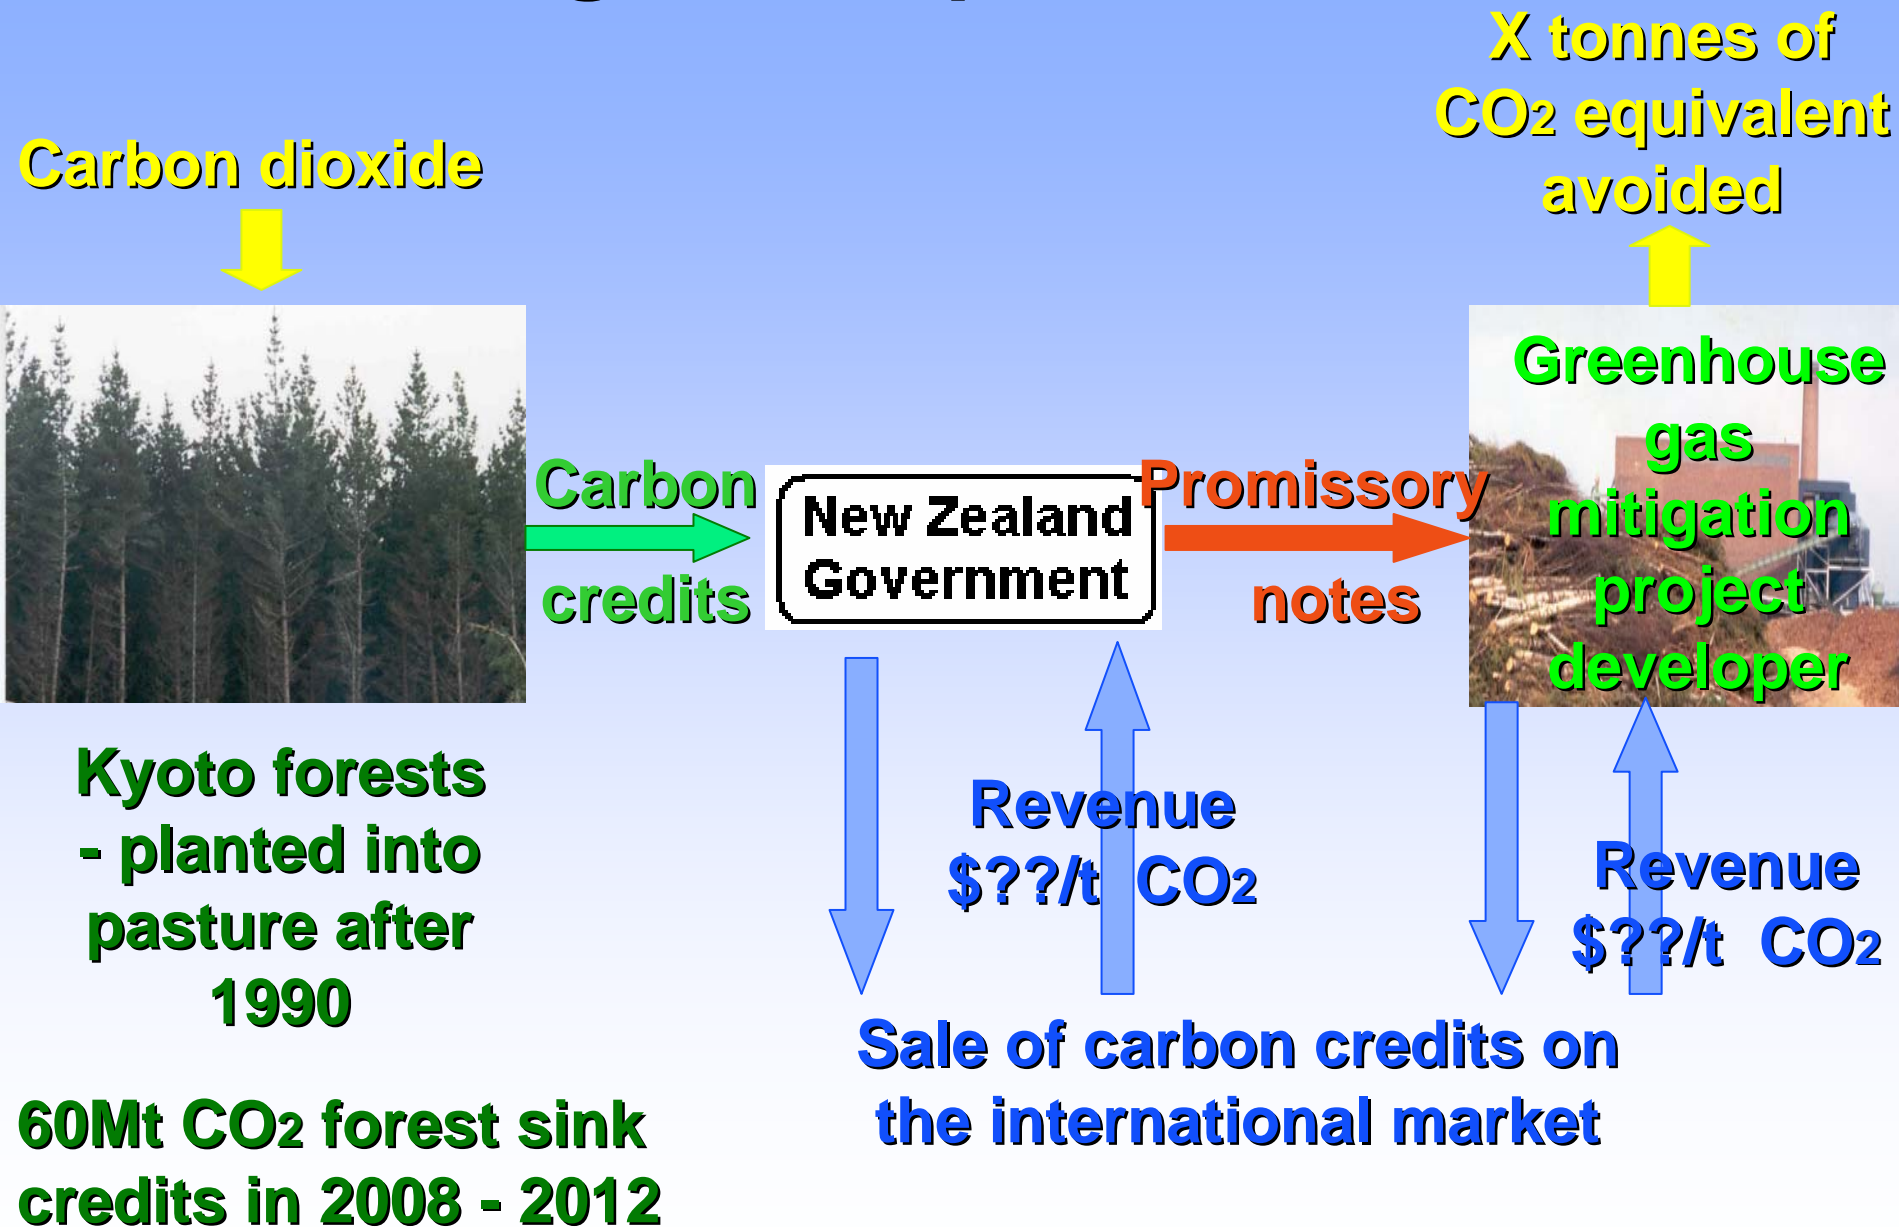 X tonnes of
CO2 equivalent
avoided
Carbon dioxide
Greenhouse
gas
mitigation
project
developer
Carbon
credits
New Zealand
Government
Promissory
notes
Kyoto forests
- planted into
pasture after
1990
Revenue
$??/t CO2
Revenue
$??/t CO2
Sale of carbon credits on
the international market
60Mt CO2 forest sink
credits in 2008 - 2012